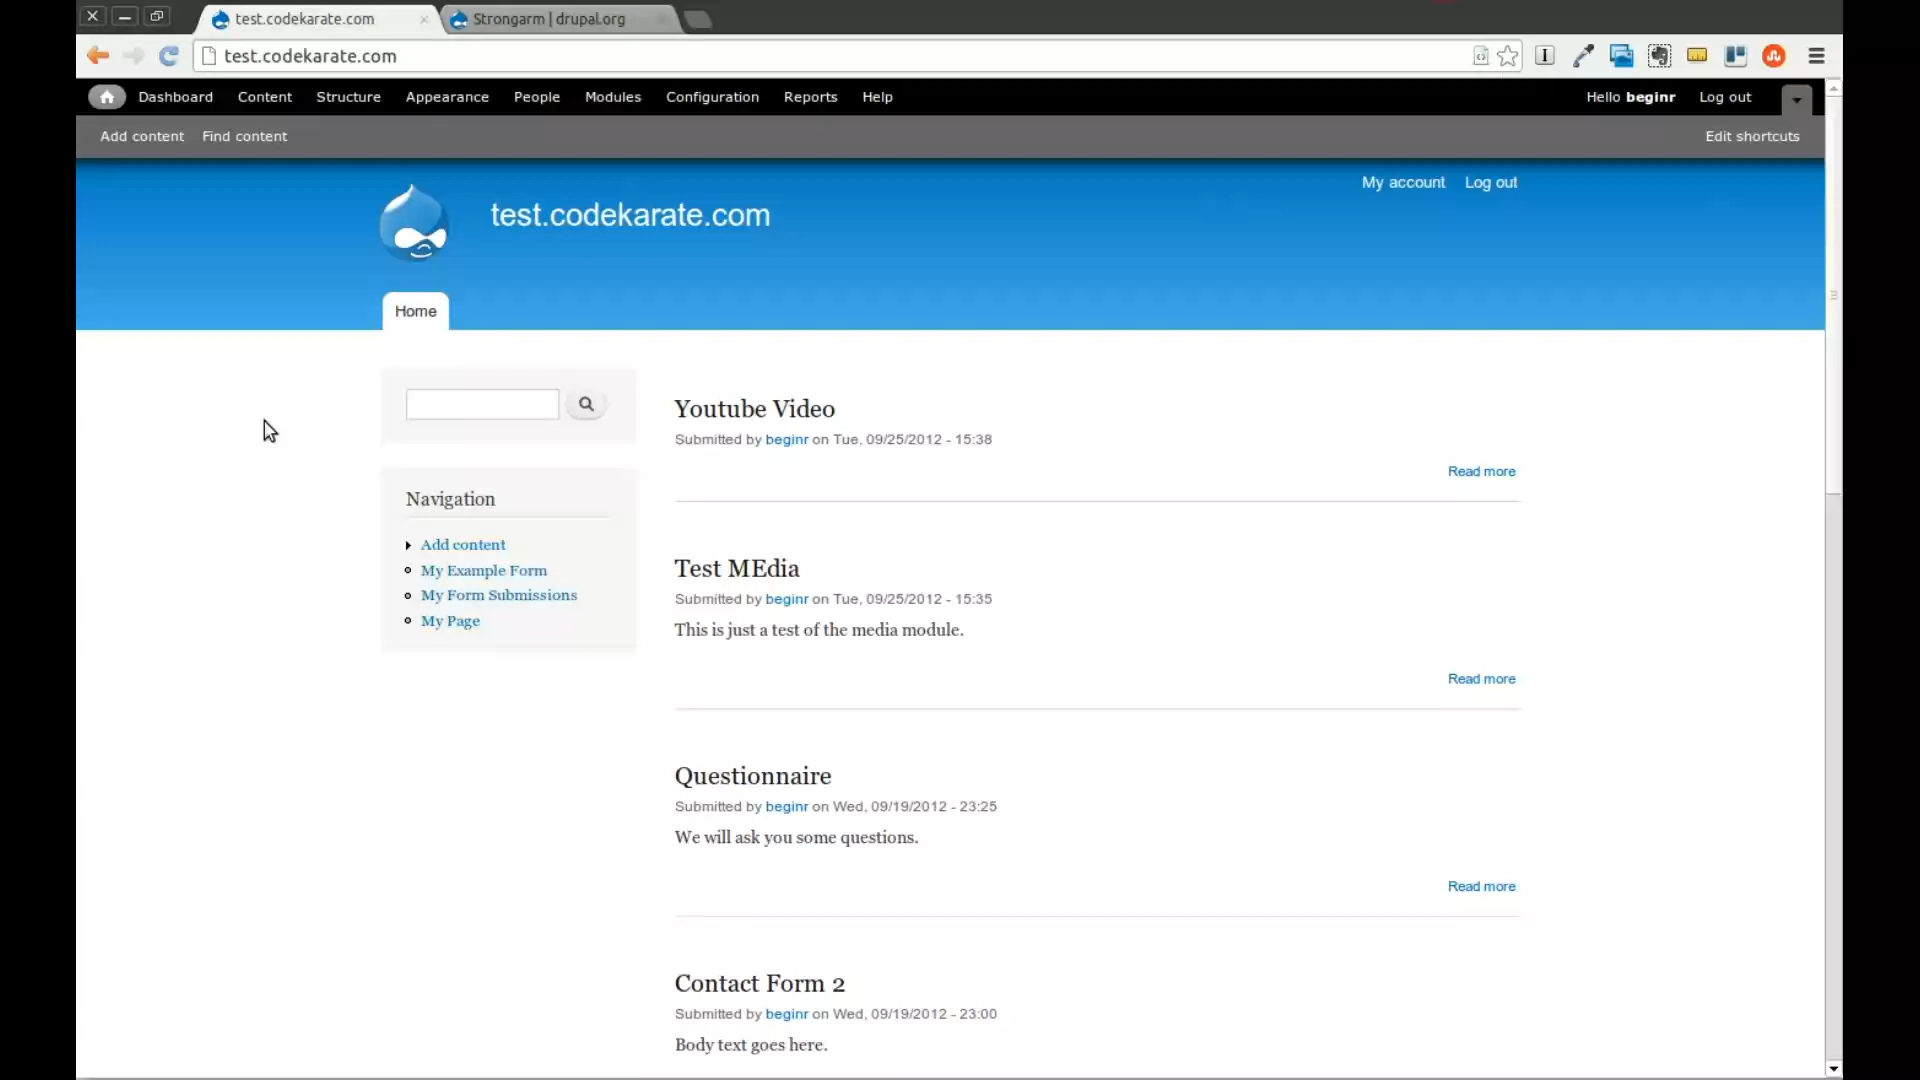 test.codekarate.com
Strongarm | drupal.org
test.codekarate.com
Dashboard Content Structure Appearance People Modules Configuration Reports Help Hello beginr Log out
Add content Find content Edit shortcuts
My account Log out
test.codekarate.com
Home
Youtube Video
Submitted by beginr on Tue, 09/25/2012 - 15:38
Read more
Navigation
Add content
My Example Form
My Form Submissions
My Page
Test MEdia
Submitted by beginr on Tue, 09/25/2012 - 15:35
This is just a test of the media module.
Read more
Questionnaire
Submitted by beginr on Wed, 09/19/2012 - 23:25
We will ask you some questions.
Read more
Contact Form 2
Submitted by beginr on Wed, 09/19/2012 - 23:00
Body text goes here.